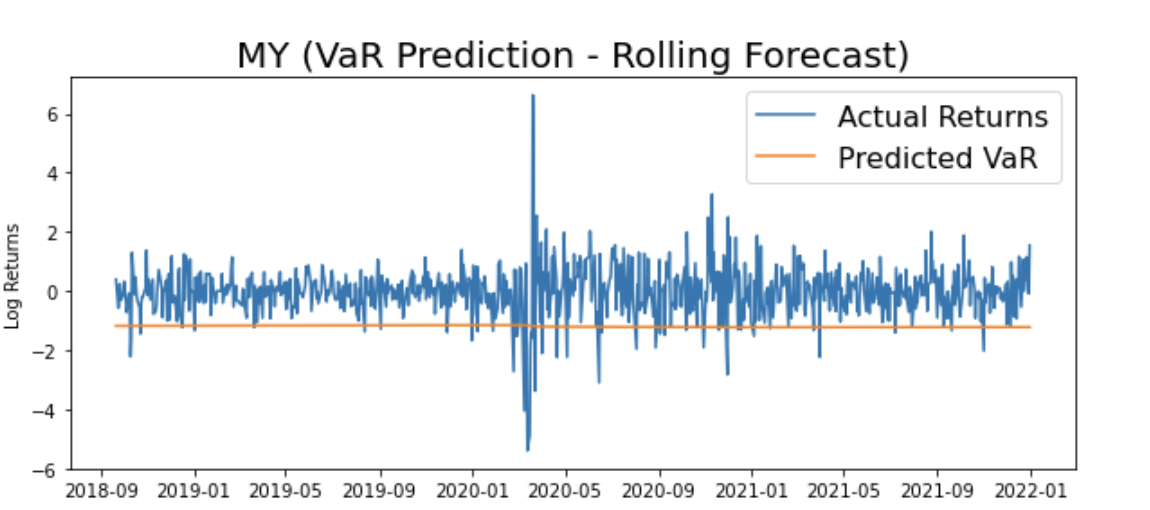 MY (VaR Prediction - Rolling Forecast)
Actual Returns
Predicted VaR
Log Returns
6
4
2
0
−2
−4
−6
2018-09 2019-01 2019-05 2019-09 2020-01 2020-05 2020-09 2021-01 2021-05 2021-09 2022-01